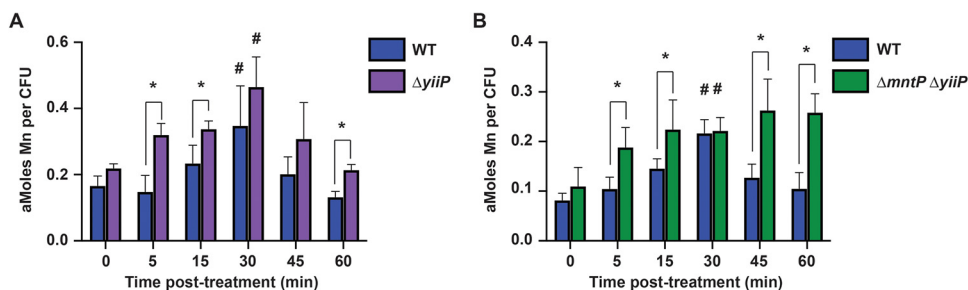 A
B
WT
ΔyiiP
WT
ΔmntP ΔyiiP
aMoles Mn per CFU
0.6
0.4
0.2
0.0
* * # # *
0 5 15 30 45 60
Time post-treatment (min)
aMoles Mn per CFU
0.4
0.3
0.2
0.1
0.0
* * # # * *
0 5 15 30 45 60
Time post-treatment (min)